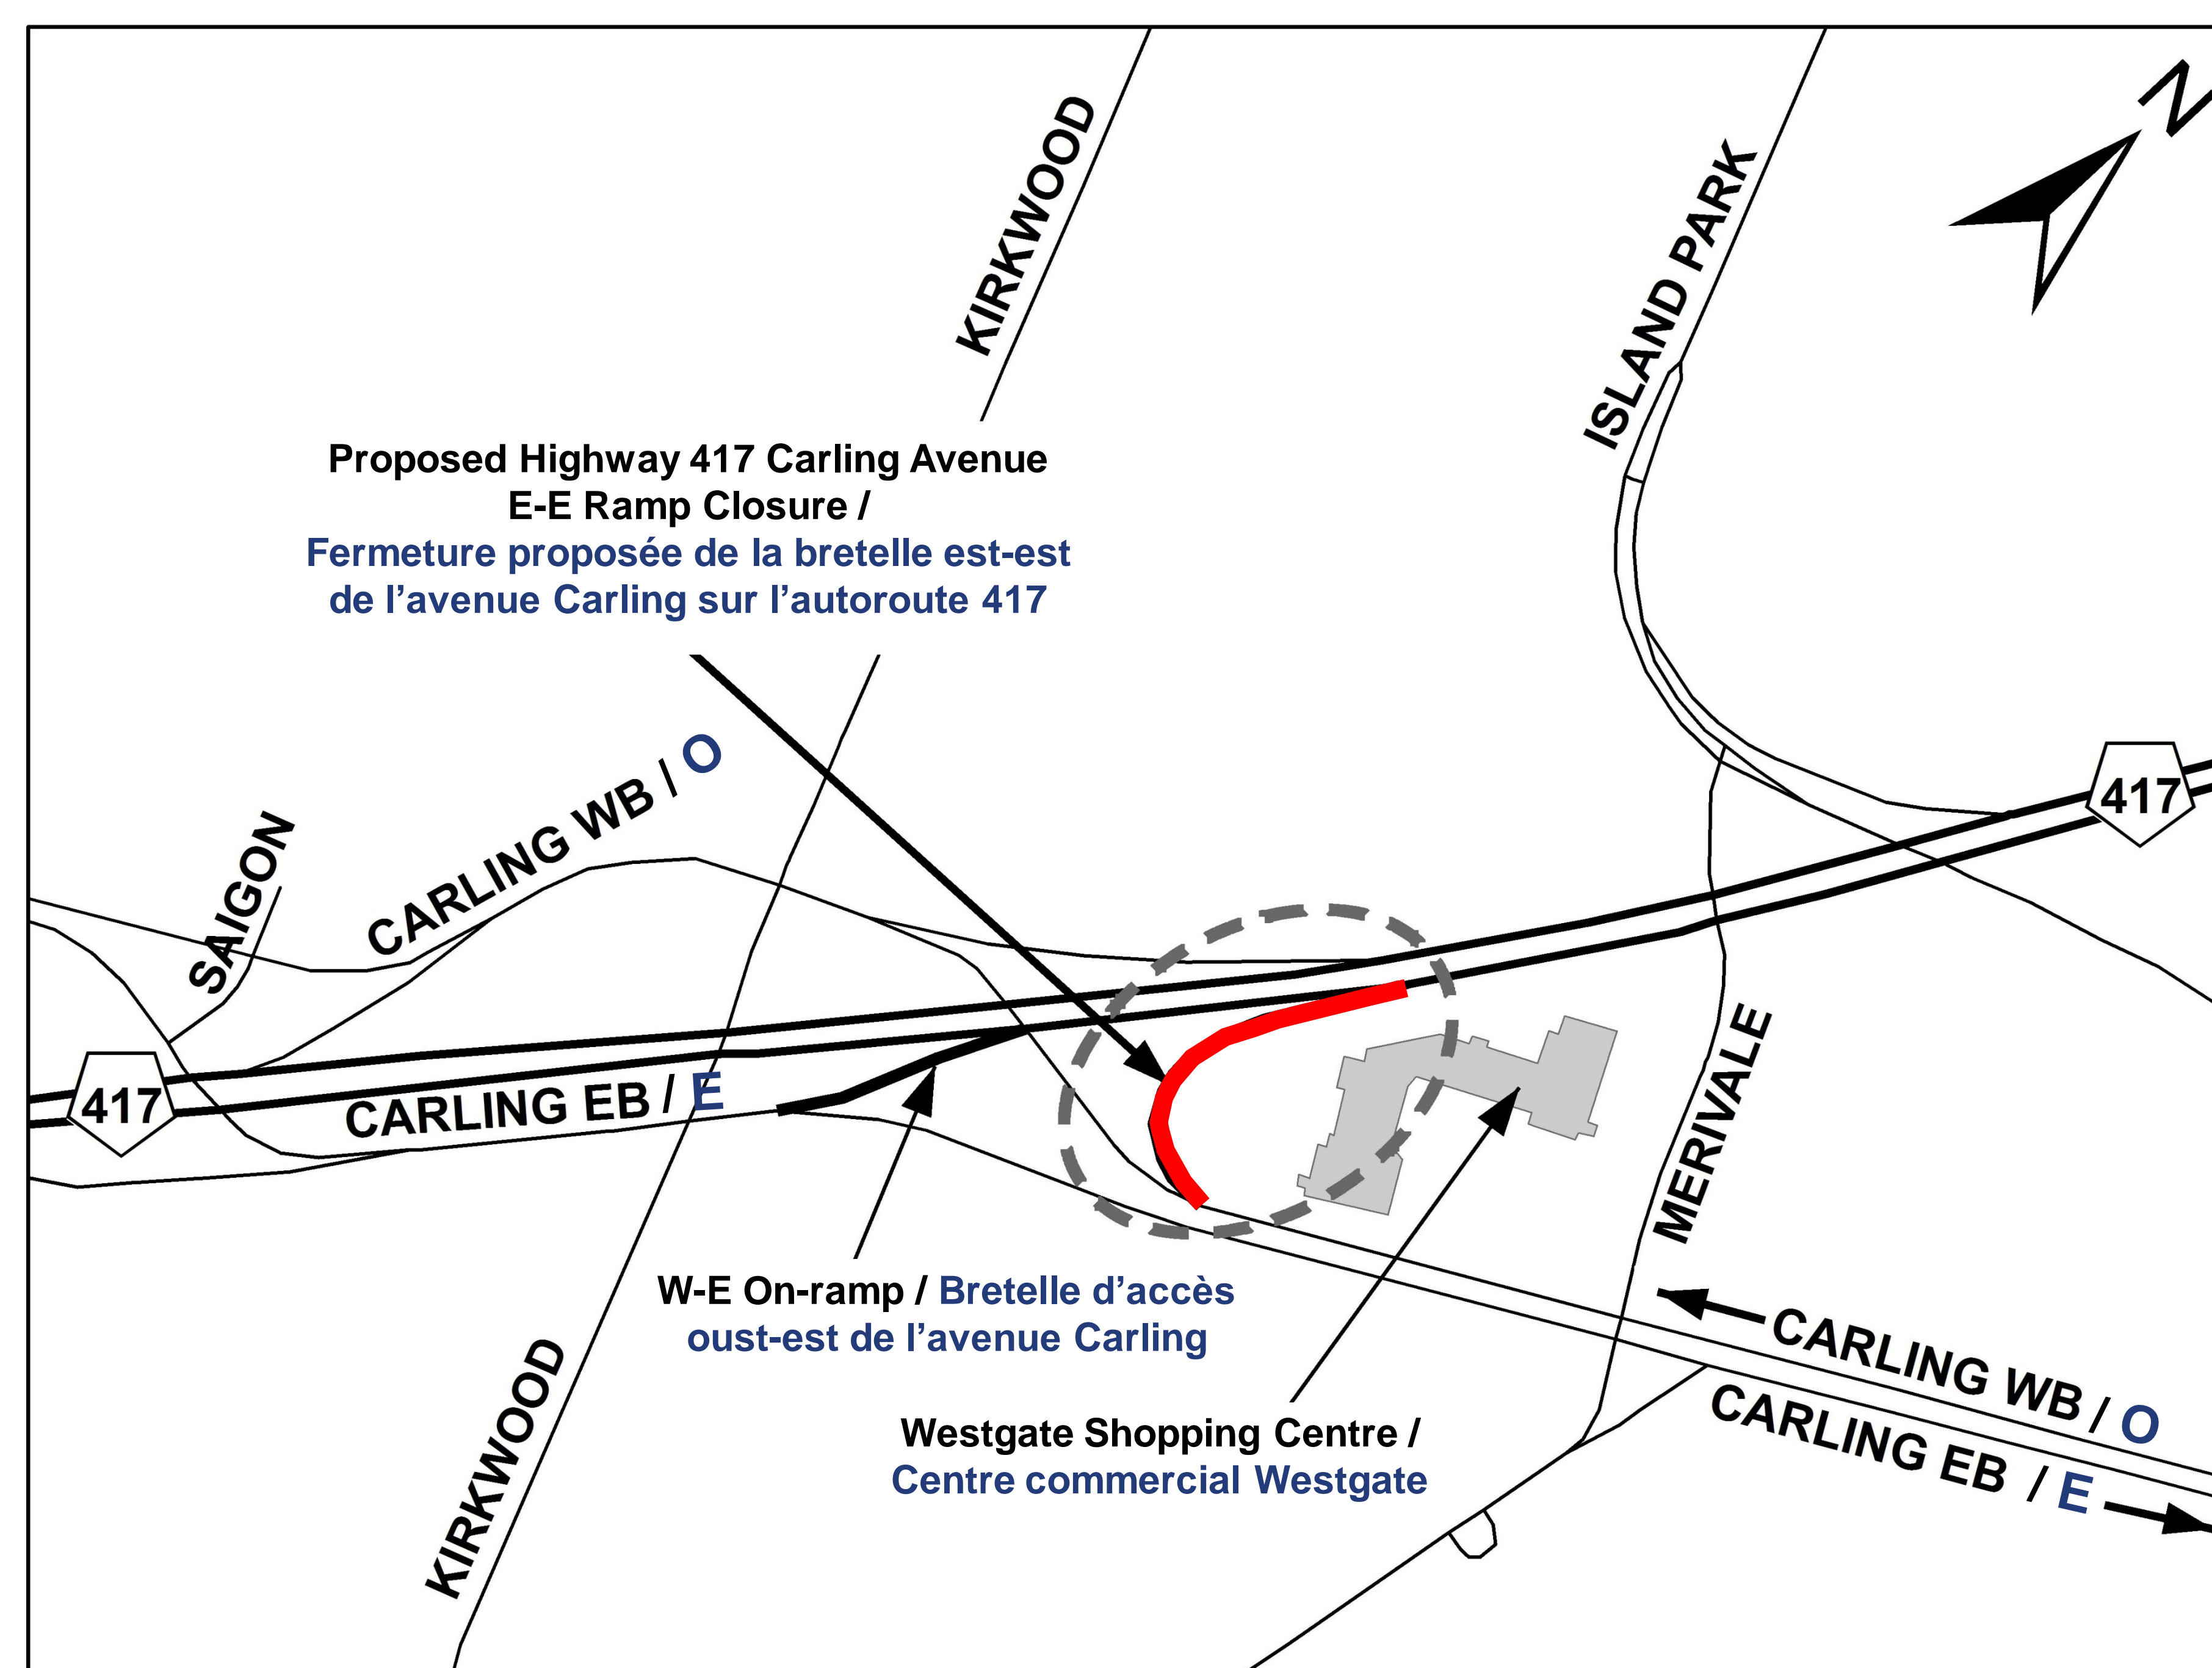 N
KIRKWOOD
ISLAND PARK
Proposed Highway 417 Carling Avenue
E-E Ramp Closure /
Fermeture proposée de la bretelle est-est
de l’avenue Carling sur l’autoroute 417
CARLING WB / O
SAIGON
417
417
CARLING EB / E
MERIVALE
W-E On-ramp / Bretelle d’accès
oust-est de l’avenue Carling
KIRKWOOD
Westgate Shopping Centre /
Centre commercial Westgate
CARLING WB / O
CARLING EB / E